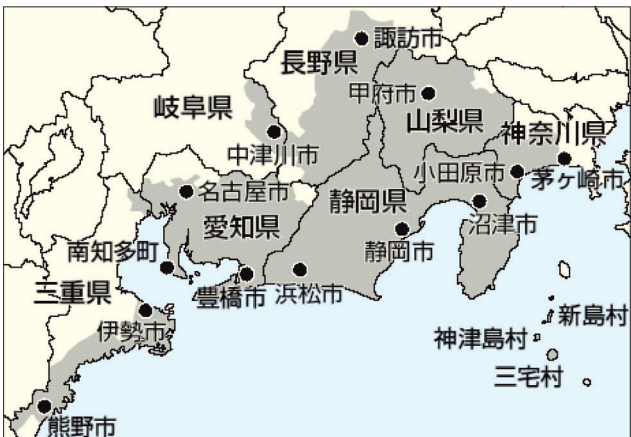 諏訪市
長野県
甲府市
岐阜県
山梨県
神奈川県
中津川市
小田原市
茅ヶ崎市
名古屋市
静岡県
愛知県
沼津市
静岡市
南知多町
三重県
豊橋市
浜松市
伊勢市
新島村
神津島村
三宅村
熊野市